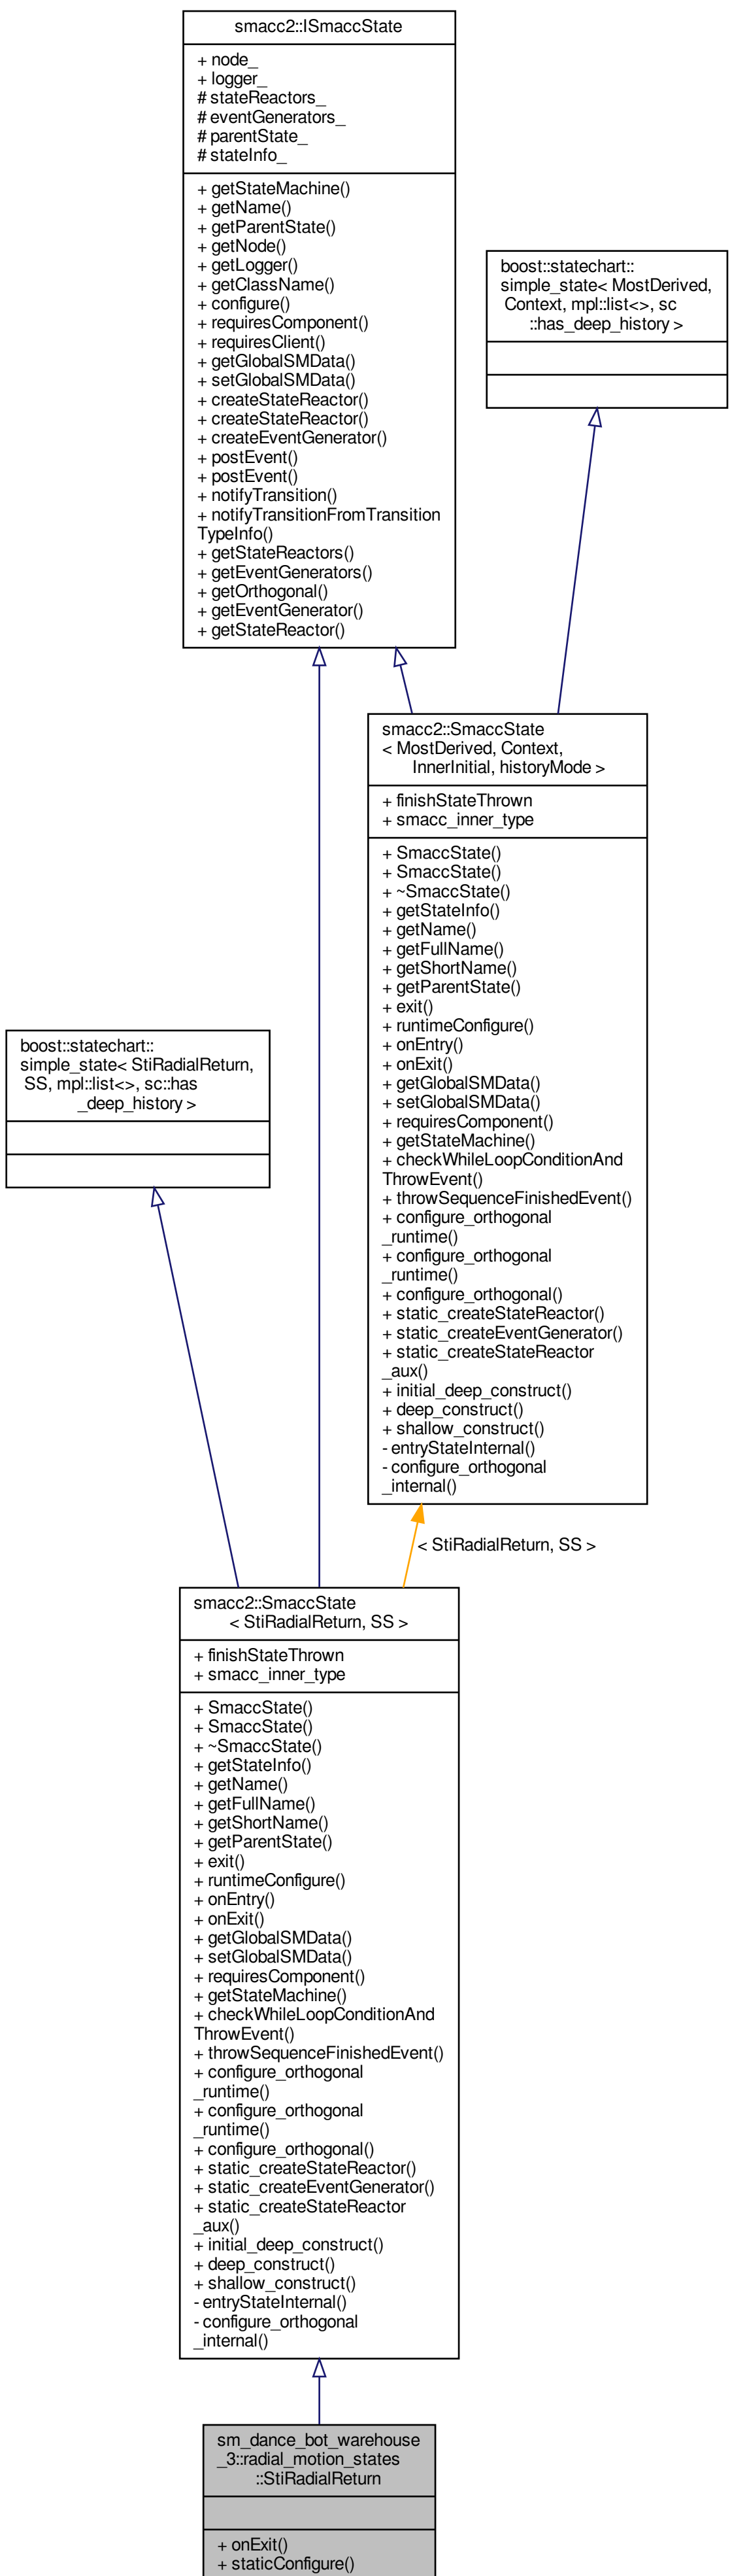 smacc2::ISmaccState
+ node_
+ logger_
# stateReactors_
# eventGenerators_
# parentState_
# stateInfo_
+ getStateMachine()
+ getName()
+ getParentState()
+ getNode()
+ getLogger()
+ getClassName()
+ configure()
+ requiresComponent()
+ requiresClient()
+ getGlobalSMData()
+ setGlobalSMData()
+ createStateReactor()
+ createStateReactor()
+ createEventGenerator()
+ postEvent()
+ postEvent()
+ notifyTransition()
+ notifyTransitionFromTransition
TypeInfo()
+ getStateReactors()
+ getEventGenerators()
+ getOrthogonal()
+ getEventGenerator()
+ getStateReactor()
boost::statechart::
simple_state< MostDerived,
Context, mpl::list<>, sc
::has_deep_history >
smacc2::SmaccState
< MostDerived, Context,
InnerInitial, historyMode >
+ finishStateThrown
+ smacc_inner_type
+ SmaccState()
+ SmaccState()
+ ~SmaccState()
+ getStateInfo()
+ getName()
+ getFullName()
+ getShortName()
+ getParentState()
+ exit()
+ runtimeConfigure()
+ onEntry()
+ onExit()
+ getGlobalSMData()
+ setGlobalSMData()
+ requiresComponent()
+ getStateMachine()
+ checkWhileLoopConditionAnd
ThrowEvent()
+ throwSequenceFinishedEvent()
+ configure_orthogonal
_runtime()
+ configure_orthogonal
_runtime()
+ configure_orthogonal()
+ static_createStateReactor()
+ static_createEventGenerator()
+ static_createStateReactor
_aux()
+ initial_deep_construct()
+ deep_construct()
+ shallow_construct()
- entryStateInternal()
- configure_orthogonal
_internal()
boost::statechart::
simple_state< StiRadialReturn,
SS, mpl::list<>, sc::has
_deep_history >
< StiRadialReturn, SS >
smacc2::SmaccState
< StiRadialReturn, SS >
+ finishStateThrown
+ smacc_inner_type
+ SmaccState()
+ SmaccState()
+ ~SmaccState()
+ getStateInfo()
+ getName()
+ getFullName()
+ getShortName()
+ getParentState()
+ exit()
+ runtimeConfigure()
+ onEntry()
+ onExit()
+ getGlobalSMData()
+ setGlobalSMData()
+ requiresComponent()
+ getStateMachine()
+ checkWhileLoopConditionAnd
ThrowEvent()
+ throwSequenceFinishedEvent()
+ configure_orthogonal
_runtime()
+ configure_orthogonal
_runtime()
+ configure_orthogonal()
+ static_createStateReactor()
+ static_createEventGenerator()
+ static_createStateReactor
_aux()
+ initial_deep_construct()
+ deep_construct()
+ shallow_construct()
- entryStateInternal()
- configure_orthogonal
_internal()
sm_dance_bot_warehouse
_3::radial_motion_states
::StiRadialReturn
+ onExit()
+ staticConfigure()